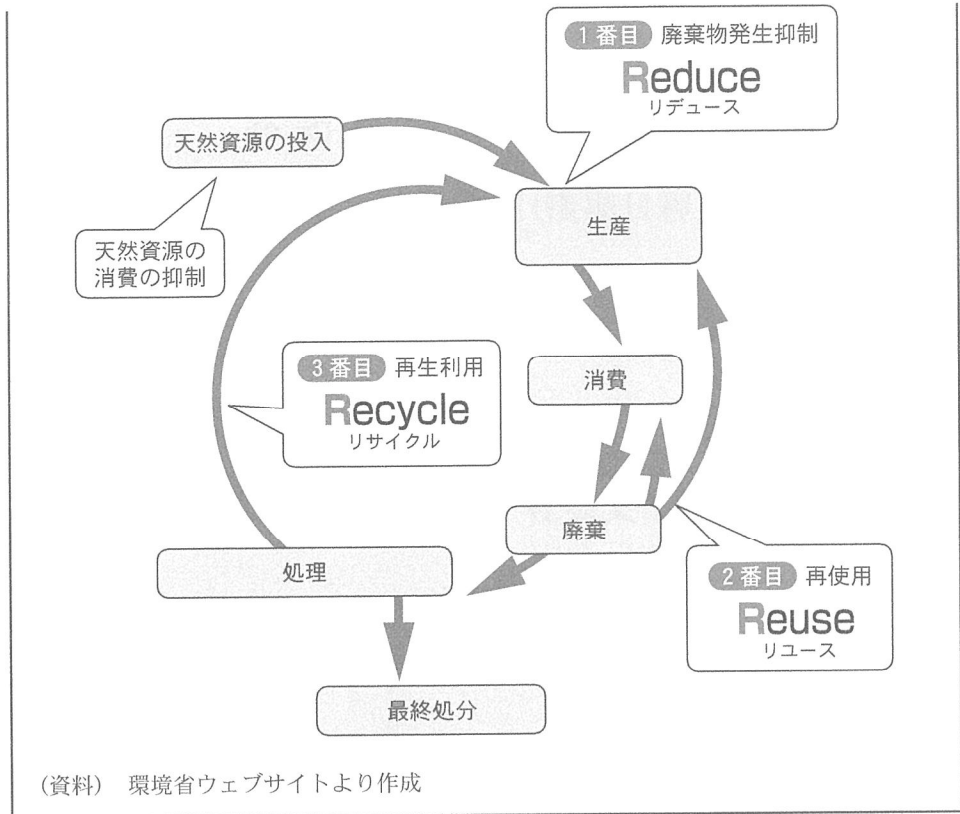 1番目 廃棄物発生抑制
Reduce
リデュース
天然資源の投入
生産
天然資源の
消費の抑制
3番目 再生利用
Recycle
リサイクル
消費
廃棄
処理
2番目 再使用
Reuse
リユース
最終処分
(資料) 環境省ウェブサイトより作成